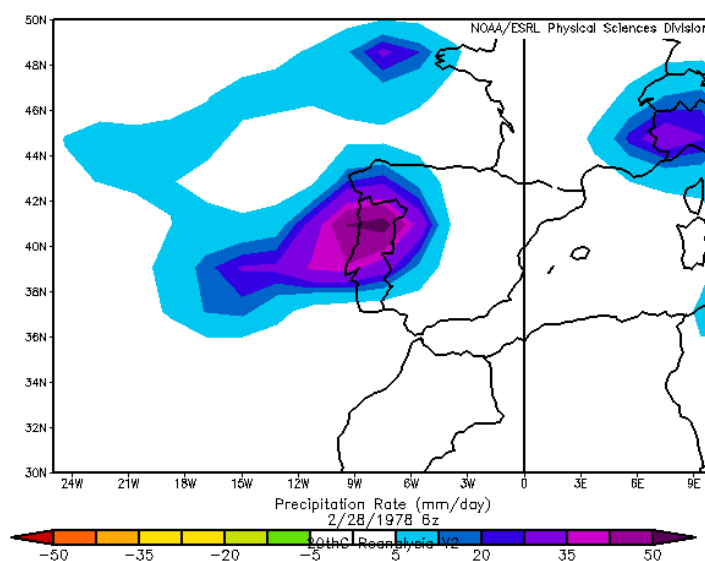 NOAA/ESRL Physical Sciences Division
50N
48N
46N
44N
42N
40N
38N
36N
34N
32N
30N
24W 21W 18W 15W 12W 9W 6W 3W 0 3E 6E 9E
Precipitation Rate (mm/day)
2/28/1978 6z
20thC Reanalysis V2
-50 -35 -20 -5 5 20 35 50